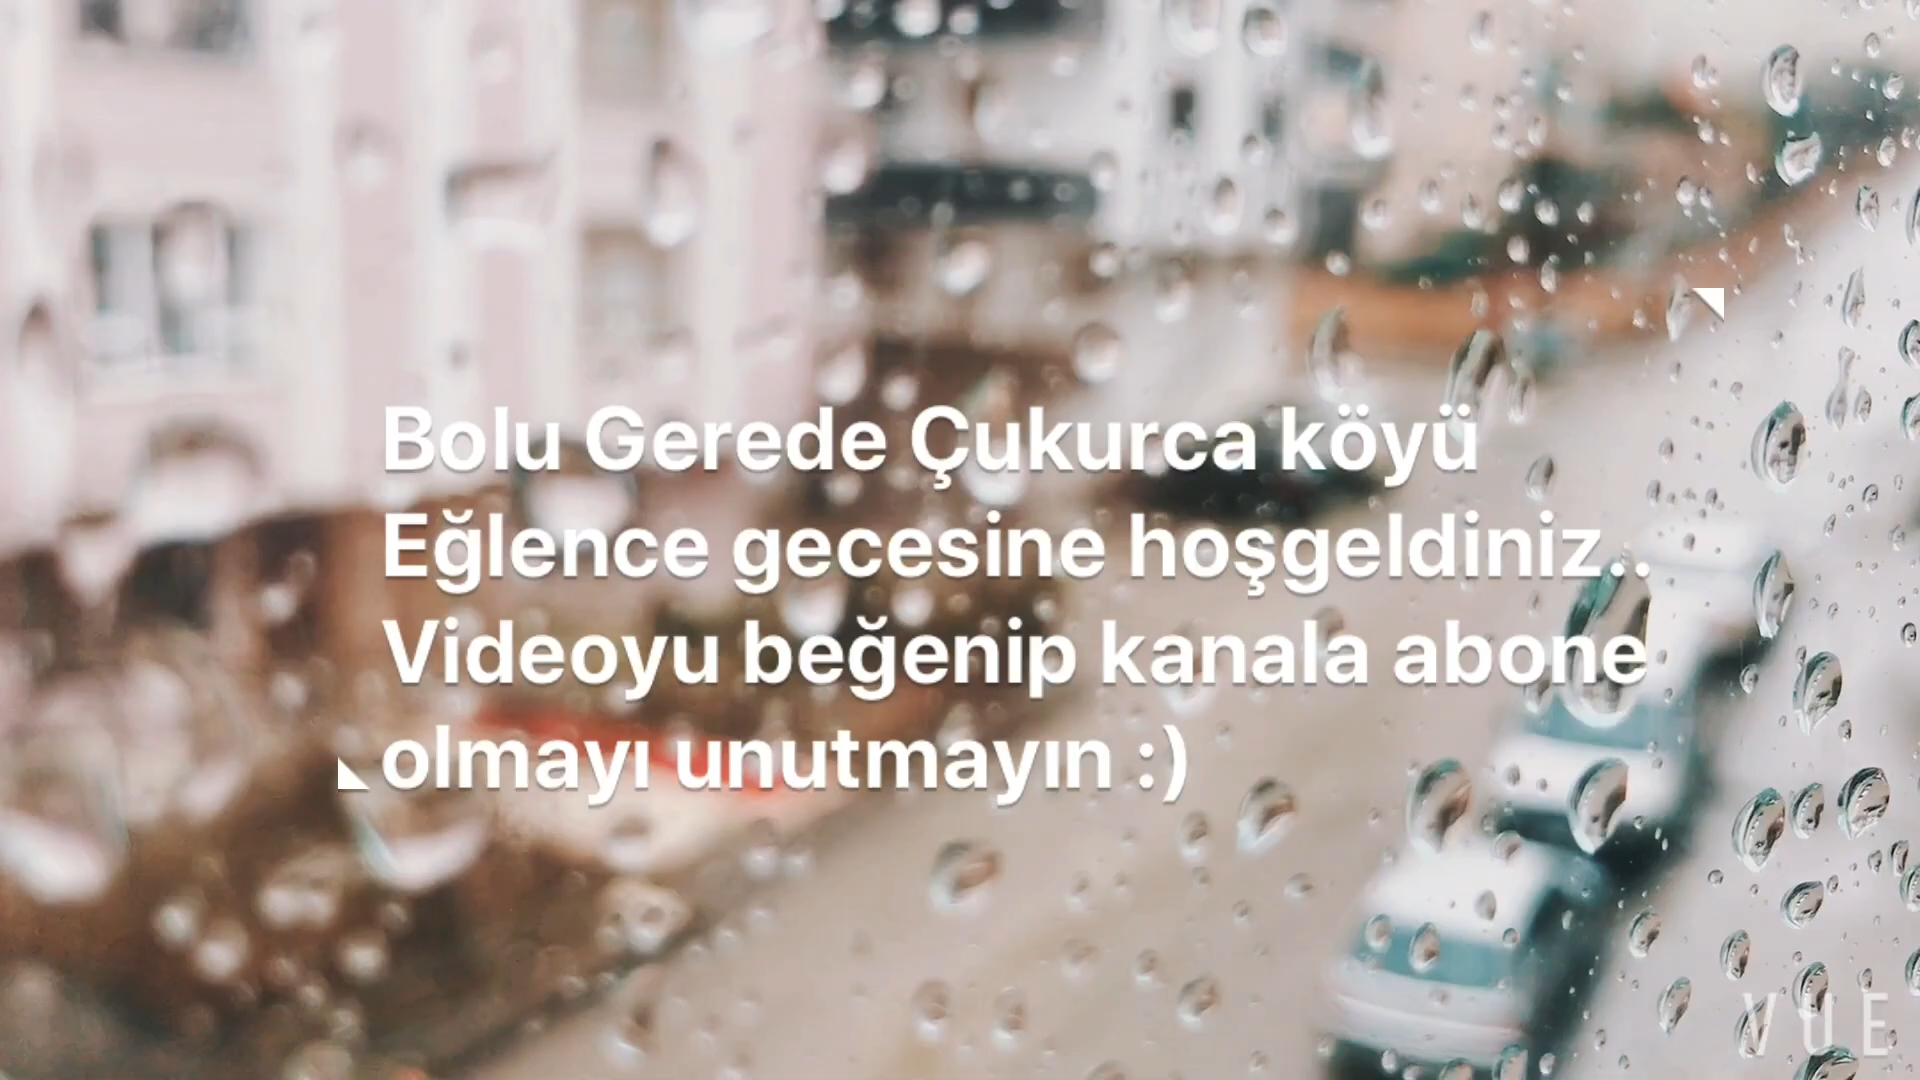 Bolu Gerede Çukurca köyü
Eğlence gecesine hoşgeldiniz..
Videoyu beğenip kanala abone
olmayı unutmayın :)
VUE